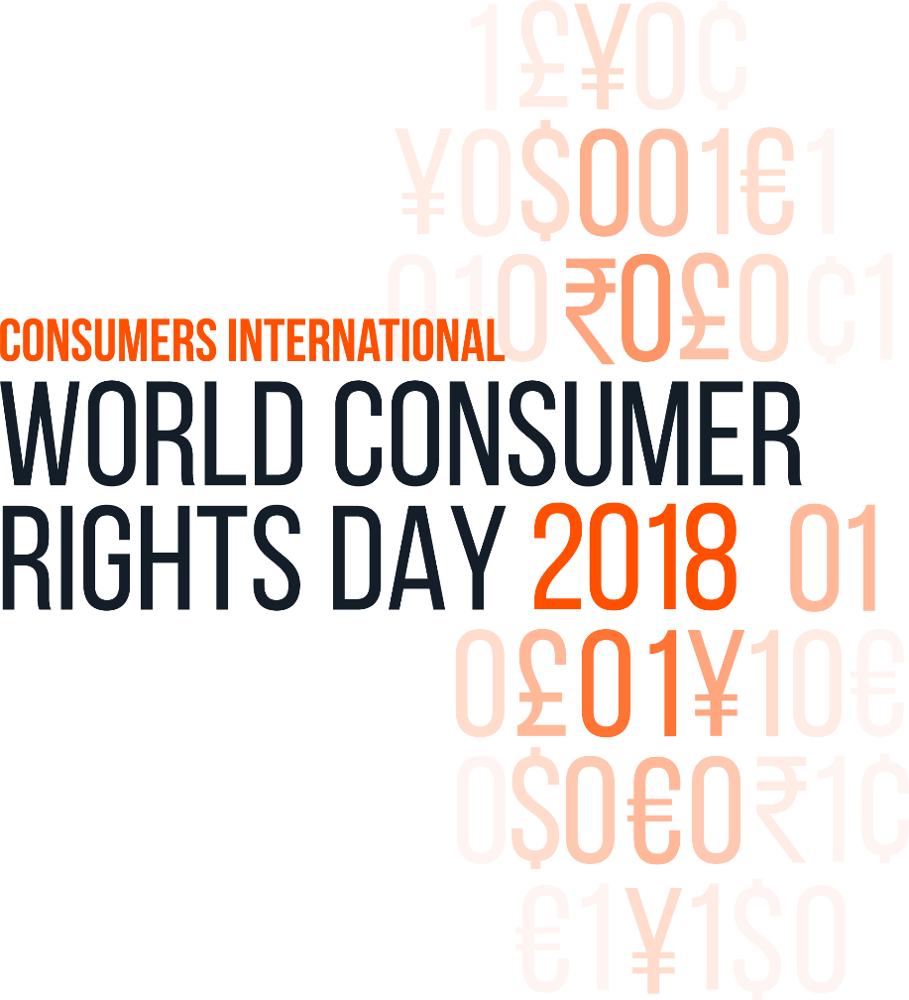 1£¥0¢
¥0$001€1
010₹0£0¢1
CONSUMERS INTERNATIONAL
WORLD CONSUMER
RIGHTS DAY 2018 01
0£01¥10€
0$0€0₹1¢
€1¥1$0